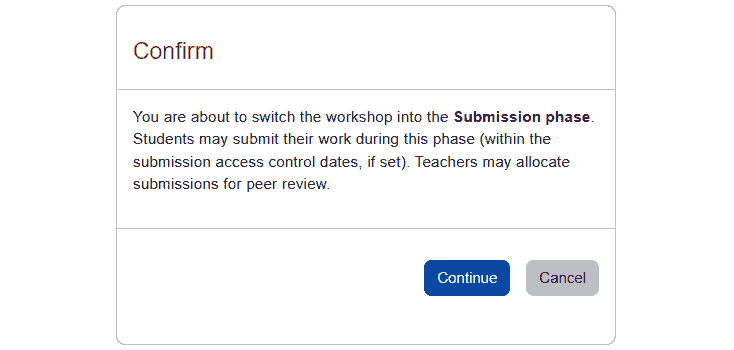 Confirm
You are about to switch the workshop into the Submission phase.
Students may submit their work during this phase (within the
submission access control dates, if set). Teachers may allocate
submissions for peer review.
Continue Cancel